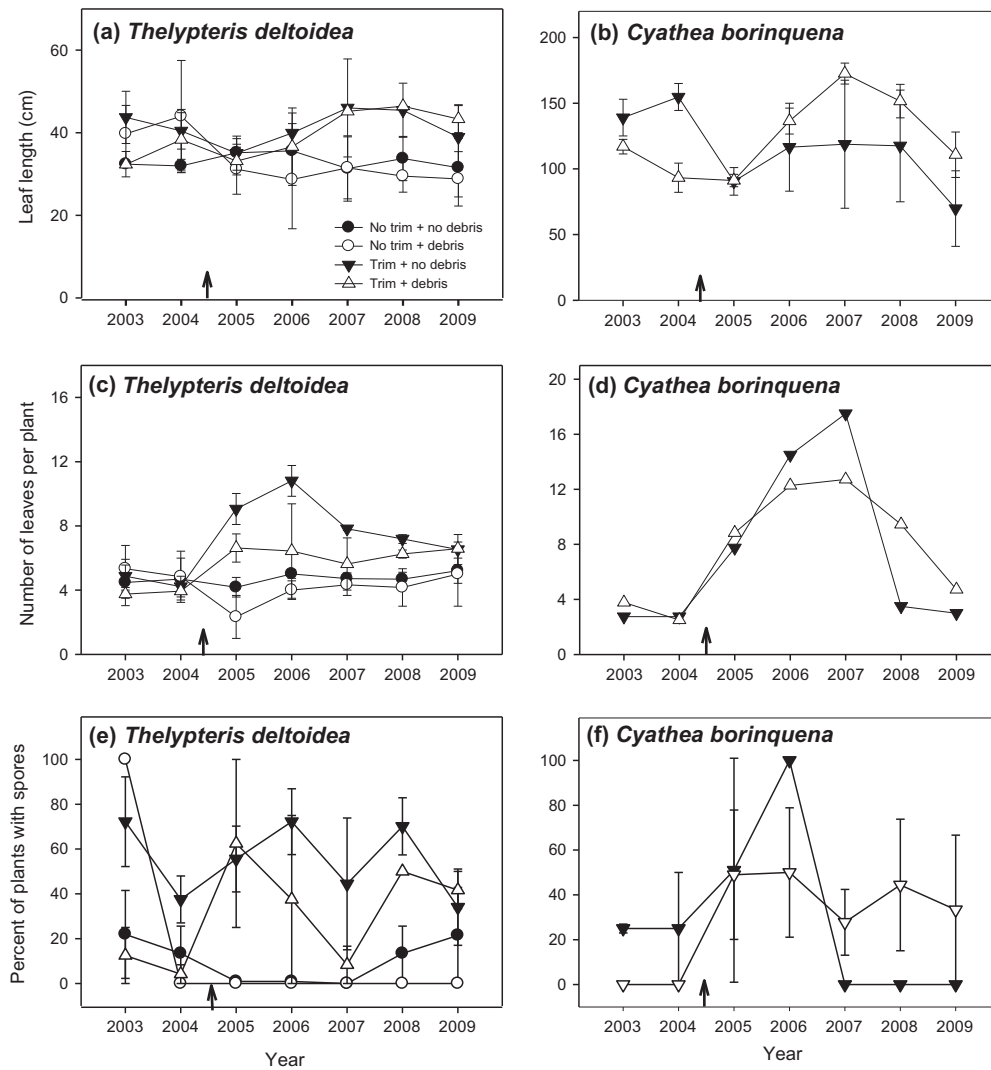 (a) Thelypteris deltoidea
60
40
20
0
Leaf length (cm)
No trim + no debris
No trim + debris
Trim + no debris
Trim + debris
2003 2004 2005 2006 2007 2008 2009
(b) Cyathea borinquena
200
150
100
50
0
2003 2004 2005 2006 2007 2008 2009
(c) Thelypteris deltoidea
16
12
8
4
0
Number of leaves per plant
2003 2004 2005 2006 2007 2008 2009
(d) Cyathea borinquena
20
16
12
8
4
0
2003 2004 2005 2006 2007 2008 2009
(e) Thelypteris deltoidea
100
80
60
40
20
0
Percent of plants with spores
2003 2004 2005 2006 2007 2008 2009
Year
(f) Cyathea borinquena
100
80
60
40
20
0
2003 2004 2005 2006 2007 2008 2009
Year